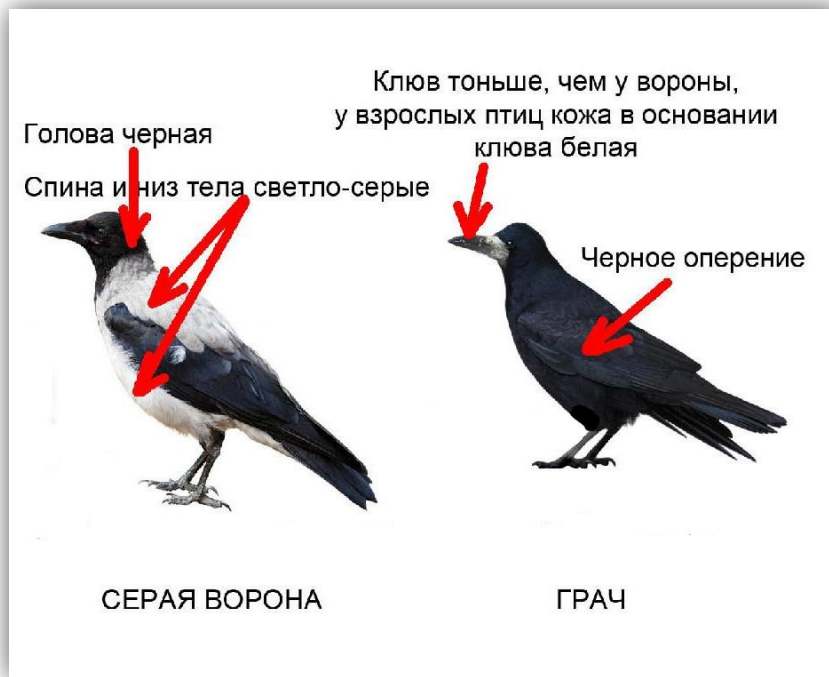 Клюв тоньше, чем у вороны,
у взрослых птиц кожа в основании
клюва белая
Голова черная
Спина и низ тела светло-серые
Черное оперение
СЕРАЯ ВОРОНА
ГРАЧ